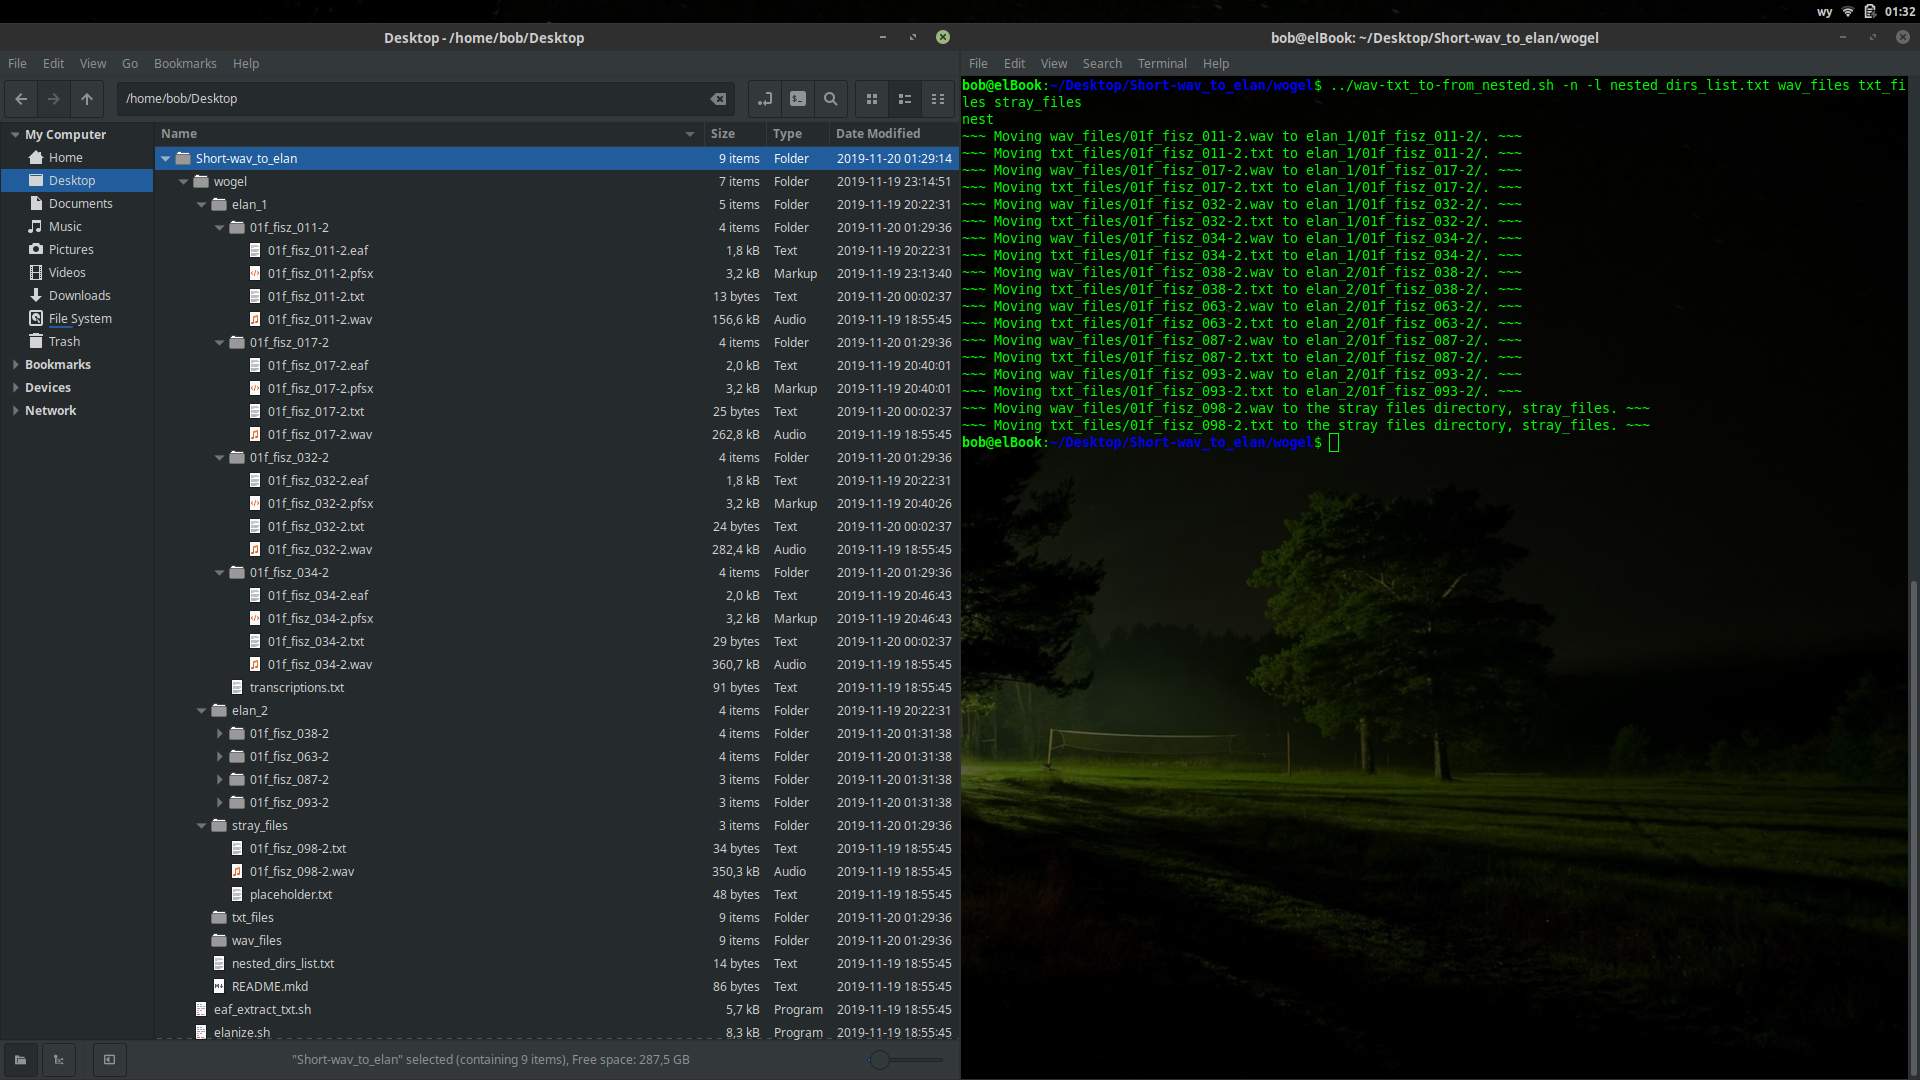 wy 01:32
Desktop - /home/bob/Desktop
File Edit View Go Bookmarks Help
/home/bob/Desktop
My Computer
Home
Desktop
Documents
Music
Pictures
Videos
Downloads
File System
Trash
Bookmarks
Devices
Network
Name Size Type Date Modified
Short-wav_to_elan 9 items Folder 2019-11-20 01:29:14
wogel 7 items Folder 2019-11-19 23:14:51
elan_1 5 items Folder 2019-11-19 20:22:31
01f_fisz_011-2 4 items Folder 2019-11-20 01:29:36
01f_fisz_011-2.eaf 1,8 kB Text 2019-11-19 20:22:31
01f_fisz_011-2.pfsx 3,2 kB Markup 2019-11-19 23:13:40
01f_fisz_011-2.txt 13 bytes Text 2019-11-20 00:02:37
01f_fisz_011-2.wav 156,6 kB Audio 2019-11-19 18:55:45
01f_fisz_017-2 4 items Folder 2019-11-20 01:29:36
01f_fisz_017-2.eaf 2,0 kB Text 2019-11-19 20:40:01
01f_fisz_017-2.pfsx 3,2 kB Markup 2019-11-19 20:40:01
01f_fisz_017-2.txt 25 bytes Text 2019-11-20 00:02:37
01f_fisz_017-2.wav 262,8 kB Audio 2019-11-19 18:55:45
01f_fisz_032-2 4 items Folder 2019-11-20 01:29:36
01f_fisz_032-2.eaf 1,8 kB Text 2019-11-19 20:22:31
01f_fisz_032-2.pfsx 3,2 kB Markup 2019-11-19 20:40:26
01f_fisz_032-2.txt 24 bytes Text 2019-11-20 00:02:37
01f_fisz_032-2.wav 282,4 kB Audio 2019-11-19 18:55:45
01f_fisz_034-2 4 items Folder 2019-11-20 01:29:36
01f_fisz_034-2.eaf 2,0 kB Text 2019-11-19 20:46:43
01f_fisz_034-2.pfsx 3,2 kB Markup 2019-11-19 20:46:43
01f_fisz_034-2.txt 29 bytes Text 2019-11-20 00:02:37
01f_fisz_034-2.wav 360,7 kB Audio 2019-11-19 18:55:45
transcriptions.txt 91 bytes Text 2019-11-19 18:55:45
elan_2 4 items Folder 2019-11-19 20:22:31
01f_fisz_038-2 4 items Folder 2019-11-20 01:31:38
01f_fisz_063-2 4 items Folder 2019-11-20 01:31:38
01f_fisz_087-2 3 items Folder 2019-11-20 01:31:38
01f_fisz_093-2 3 items Folder 2019-11-20 01:31:38
stray_files 3 items Folder 2019-11-20 01:29:36
01f_fisz_098-2.txt 34 bytes Text 2019-11-19 18:55:45
01f_fisz_098-2.wav 350,3 kB Audio 2019-11-19 18:55:45
placeholder.txt 48 bytes Text 2019-11-19 18:55:45
txt_files 9 items Folder 2019-11-20 01:29:36
wav_files 9 items Folder 2019-11-20 01:29:36
nested_dirs_list.txt 14 bytes Text 2019-11-19 18:55:45
README.mkd 86 bytes Text 2019-11-19 18:55:45
eaf_extract_txt.sh 5,7 kB Program 2019-11-19 18:55:45
elanize.sh 8,3 kB Program 2019-11-19 18:55:45
"Short-wav_to_elan" selected (containing 9 items), Free space: 287,5 GB
bob@elBook: ~/Desktop/Short-wav_to_elan/wogel
File Edit View Search Terminal Help
bob@elBook:~/Desktop/Short-wav_to_elan/wogel$ ../wav-txt_to-from_nested.sh -n -l nested_dirs_list.txt wav_files txt_fi
les stray_files
nest
~~~ Moving wav_files/01f_fisz_011-2.wav to elan_1/01f_fisz_011-2/. ~~~
~~~ Moving txt_files/01f_fisz_011-2.txt to elan_1/01f_fisz_011-2/. ~~~
~~~ Moving wav_files/01f_fisz_017-2.wav to elan_1/01f_fisz_017-2/. ~~~
~~~ Moving txt_files/01f_fisz_017-2.txt to elan_1/01f_fisz_017-2/. ~~~
~~~ Moving wav_files/01f_fisz_032-2.wav to elan_1/01f_fisz_032-2/. ~~~
~~~ Moving txt_files/01f_fisz_032-2.txt to elan_1/01f_fisz_032-2/. ~~~
~~~ Moving wav_files/01f_fisz_034-2.wav to elan_1/01f_fisz_034-2/. ~~~
~~~ Moving txt_files/01f_fisz_034-2.txt to elan_1/01f_fisz_034-2/. ~~~
~~~ Moving wav_files/01f_fisz_038-2.wav to elan_2/01f_fisz_038-2/. ~~~
~~~ Moving txt_files/01f_fisz_038-2.txt to elan_2/01f_fisz_038-2/. ~~~
~~~ Moving wav_files/01f_fisz_063-2.wav to elan_2/01f_fisz_063-2/. ~~~
~~~ Moving txt_files/01f_fisz_063-2.txt to elan_2/01f_fisz_063-2/. ~~~
~~~ Moving wav_files/01f_fisz_087-2.wav to elan_2/01f_fisz_087-2/. ~~~
~~~ Moving txt_files/01f_fisz_087-2.txt to elan_2/01f_fisz_087-2/. ~~~
~~~ Moving wav_files/01f_fisz_093-2.wav to elan_2/01f_fisz_093-2/. ~~~
~~~ Moving txt_files/01f_fisz_093-2.txt to elan_2/01f_fisz_093-2/. ~~~
~~~ Moving wav_files/01f_fisz_098-2.wav to the stray files directory, stray_files. ~~~
~~~ Moving txt_files/01f_fisz_098-2.txt to the stray files directory, stray_files. ~~~
bob@elBook:~/Desktop/Short-wav_to_elan/wogel$